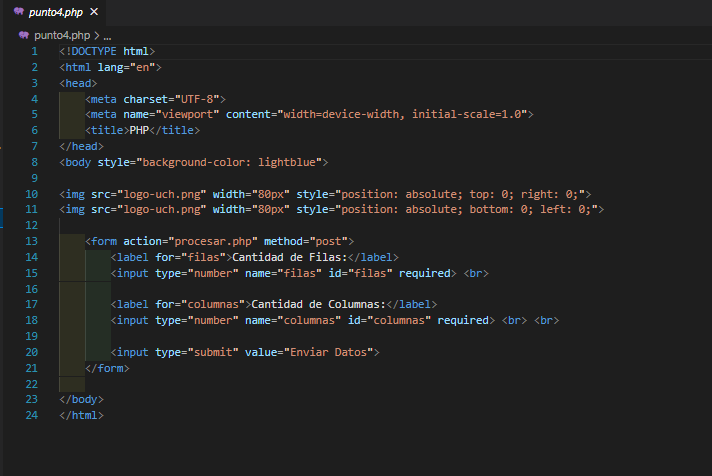 punto4.php ×
punto4.php > ...
1 <!DOCTYPE html>
2 <html lang="en">
3 <head>
4 <meta charset="UTF-8">
5 <meta name="viewport" content="width=device-width, initial-scale=1.0">
6 <title>PHP</title>
7 </head>
8 <body style="background-color: lightblue">
9
10 <img src="logo-uch.png" width="80px" style="position: absolute; top: 0; right: 0;">
11 <img src="logo-uch.png" width="80px" style="position: absolute; bottom: 0; left: 0;">
12
13 <form action="procesar.php" method="post">
14 <label for="filas">Cantidad de Filas:</label>
15 <input type="number" name="filas" id="filas" required> <br>
16
17 <label for="columnas">Cantidad de Columnas:</label>
18 <input type="number" name="columnas" id="columnas" required> <br> <br>
19
20 <input type="submit" value="Enviar Datos">
21 </form>
22
23 </body>
24 </html>